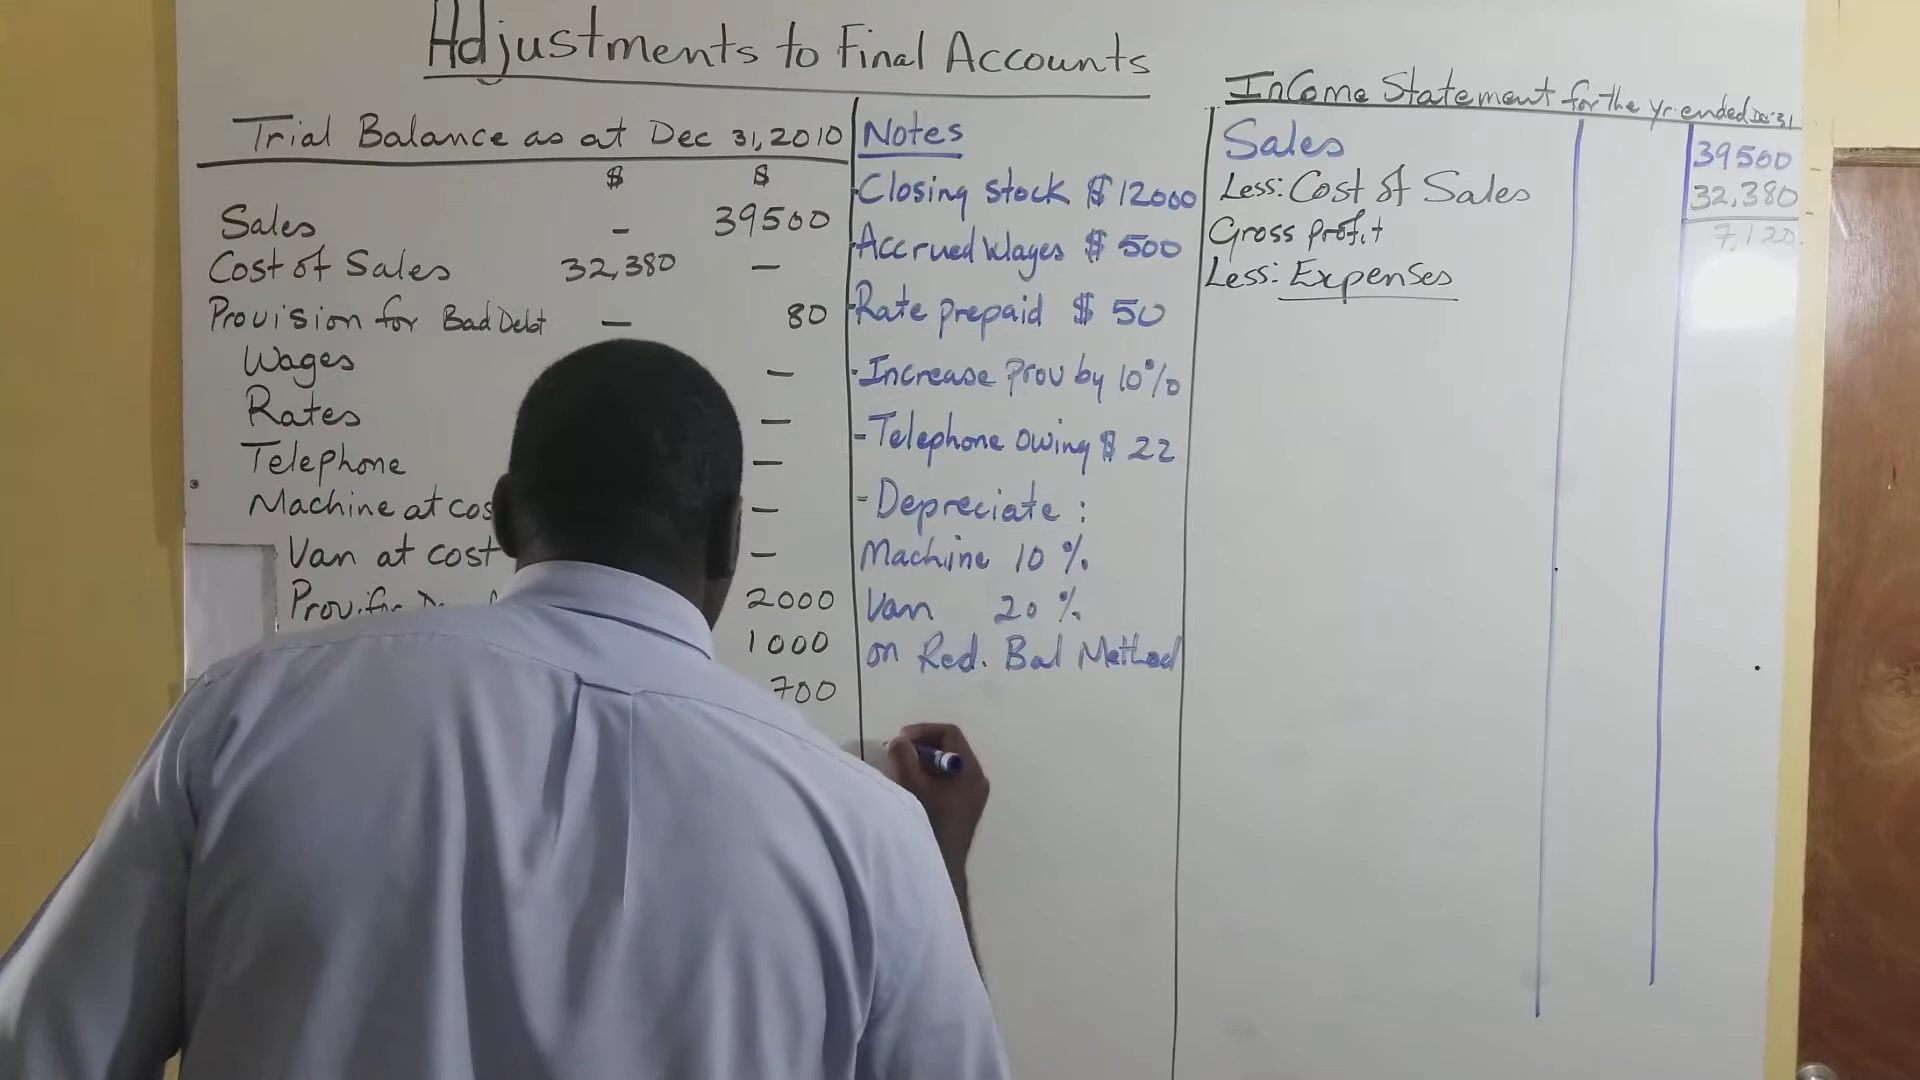 Adjustments to Final Accounts
Trial Balance as at Dec 31, 2010
$ $
Sales - 39500
Cost of Sales 32,380 —
Provision for Bad Debt — 80
Wages —
Rates —
Telephone —
Machine at cos
Van at cost —
Prov. for 2000
1000
700
Notes
- Closing stock $ 12000
- Accrued Wages $ 500
- Rate prepaid $ 50
- Increase Prov by 10%
- Telephone owing $ 22
- Depreciate :
Machine 10 %
Van 20 %
on Red. Bal Method
Income Statement for the yr ended Dec 31
Sales 39500
Less: Cost of Sales 32,380
Gross profit 7,120
Less: Expenses